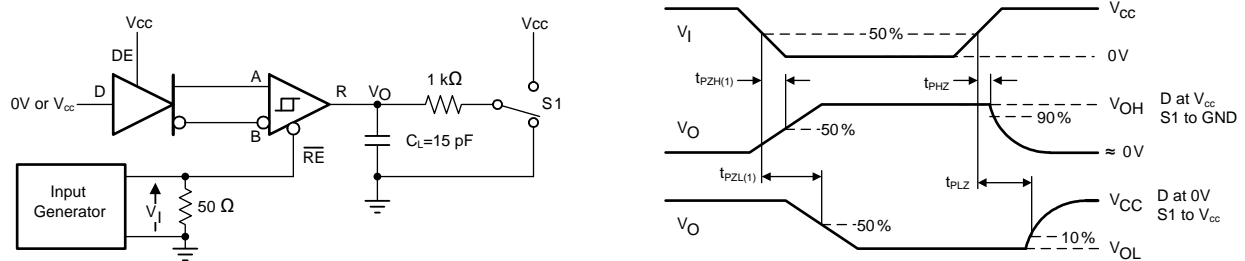 Vcc
DE
0V or Vcc
D
A
B
R
VO
1 kΩ
Vcc
S1
CL=15 pF
RE
Input
Generator
VI
50 Ω
VI
50%
Vcc
0V
tPZH(1)
tPHZ
VO
50%
VOH
90%
≈ 0V
D at Vcc
S1 to GND
tPZL(1)
tPLZ
VO
50%
VCC
10%
VOL
D at 0V
S1 to Vcc